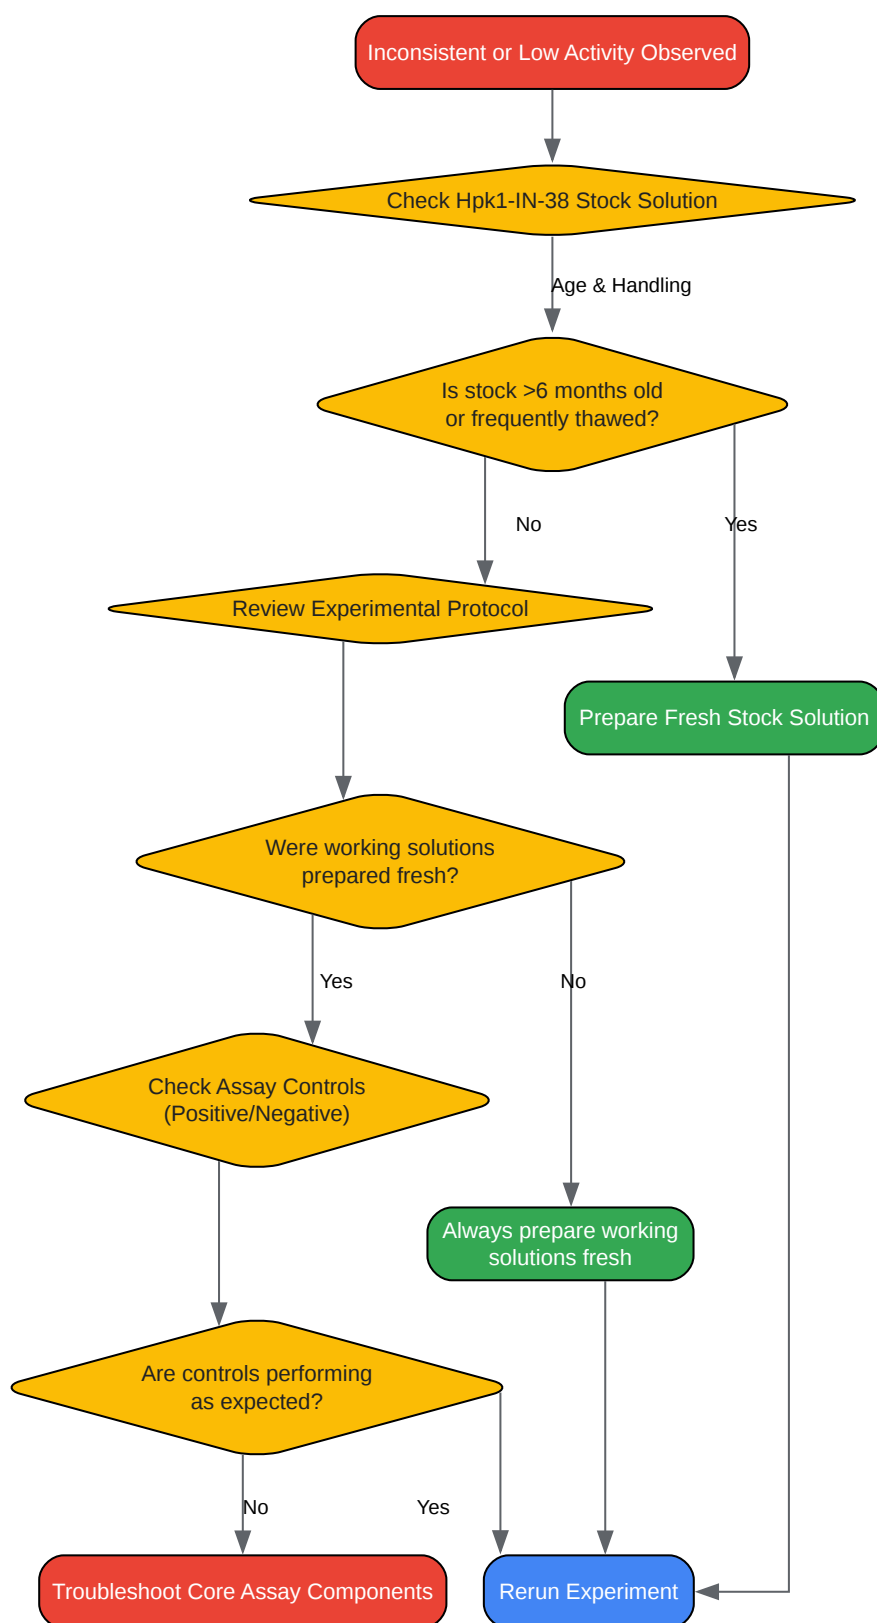 Inconsistent or Low Activity Observed
Check Hpk1-IN-38 Stock Solution
Age & Handling
Is stock >6 months old
or frequently thawed?
No
Yes
Review Experimental Protocol
Prepare Fresh Stock Solution
Were working solutions
prepared fresh?
Yes
No
Check Assay Controls
(Positive/Negative)
Always prepare working
solutions fresh
Are controls performing
as expected?
No
Yes
Troubleshoot Core Assay Components
Rerun Experiment